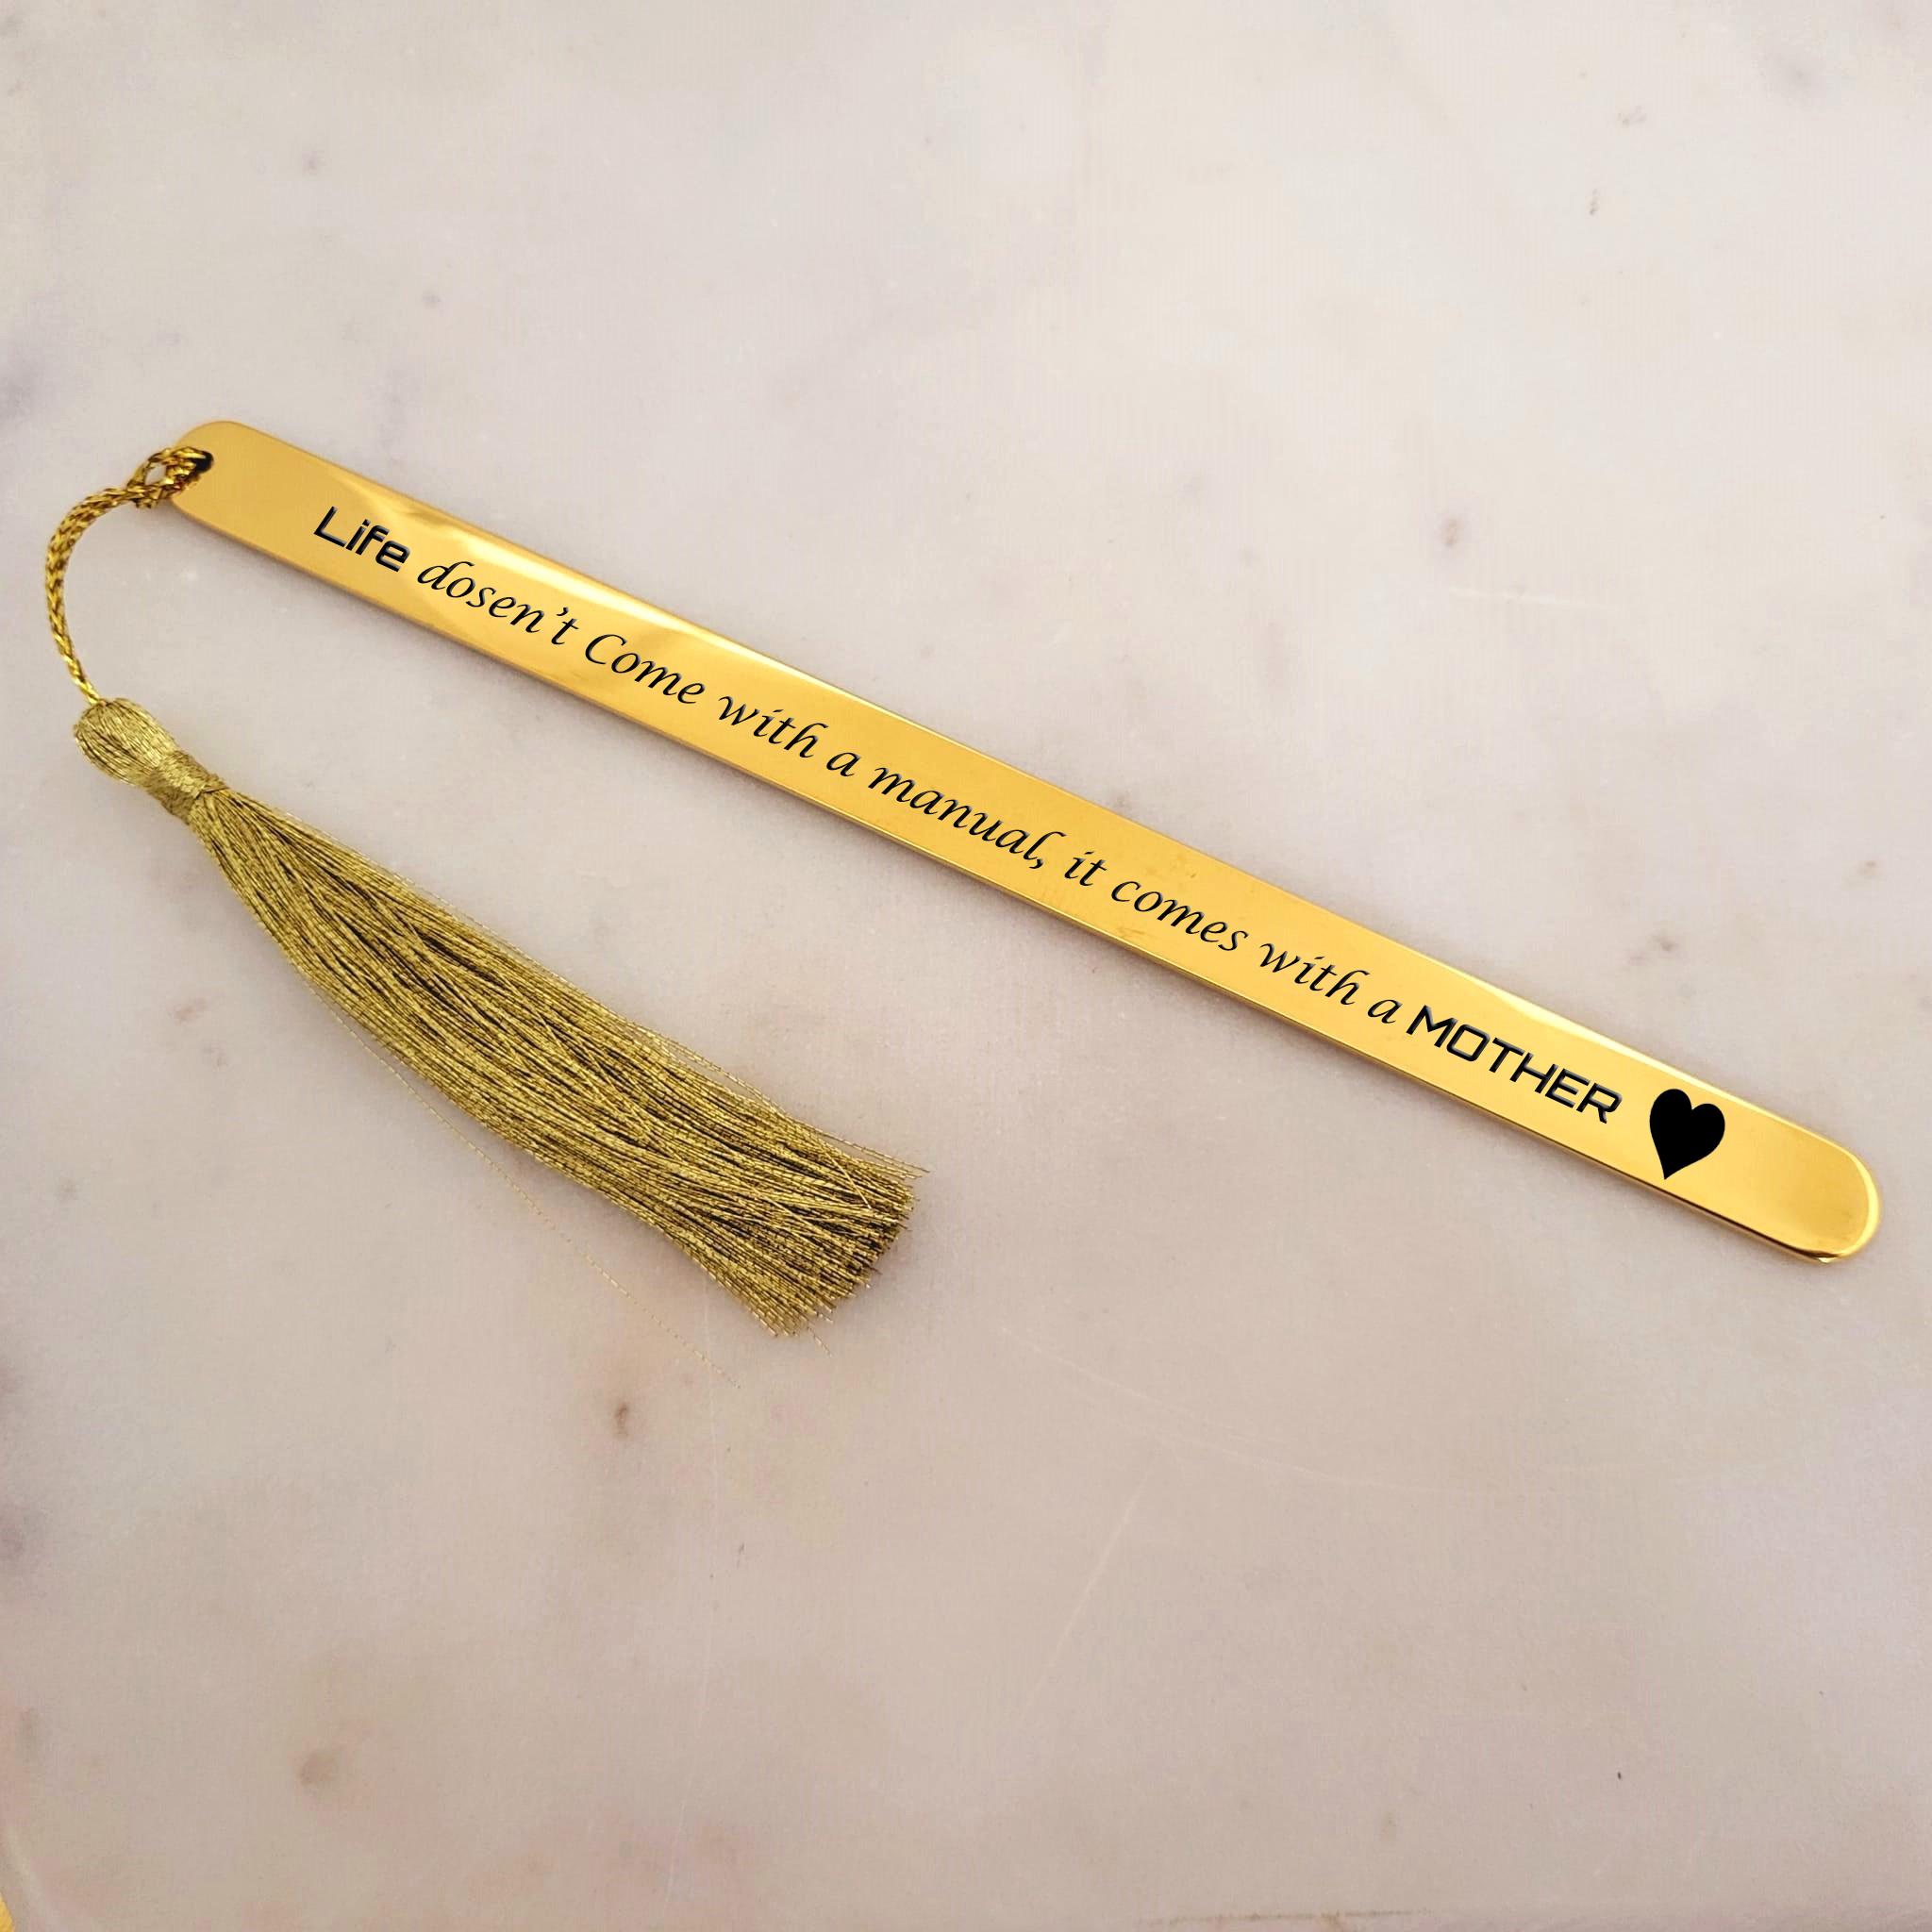 Life dosen't Come with a manual, it comes with a MOTHER